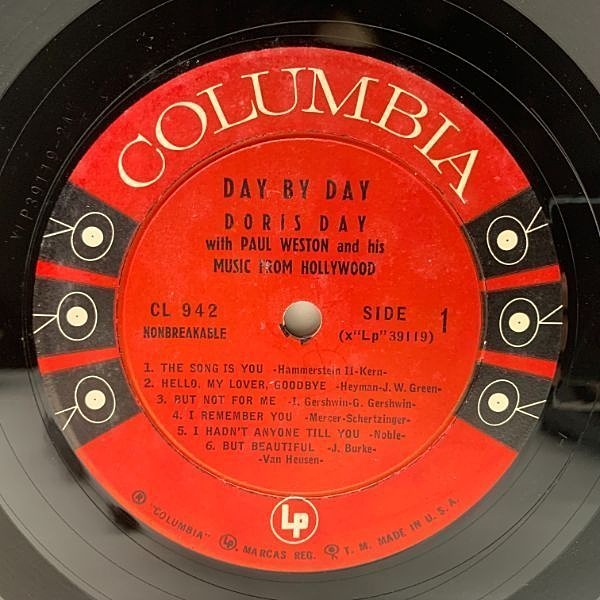 COLUMBIA
DAY BY DAY
DORIS DAY
with PAUL WESTON and his
MUSIC FROM HOLLYWOOD
CL 942
NONBREAKABLE
SIDE 1
(x"Lp"39119)
1. THE SONG IS YOU -Hammerstein II-Kern-
2. HELLO, MY LOVER, GOODBYE -Heyman-J.W. Green-
3. BUT NOT FOR ME -I. Gershwin-G. Gershwin-
4. I REMEMBER YOU -Mercer-Schertzinger-
5. I HADN'T ANYONE TILL YOU -Noble-
6. BUT BEAUTIFUL -J. Burke-
-Van Heusen-
Lp
® "COLUMBIA" Lp. MARCAS REG. T. M. MADE IN U.S.A.